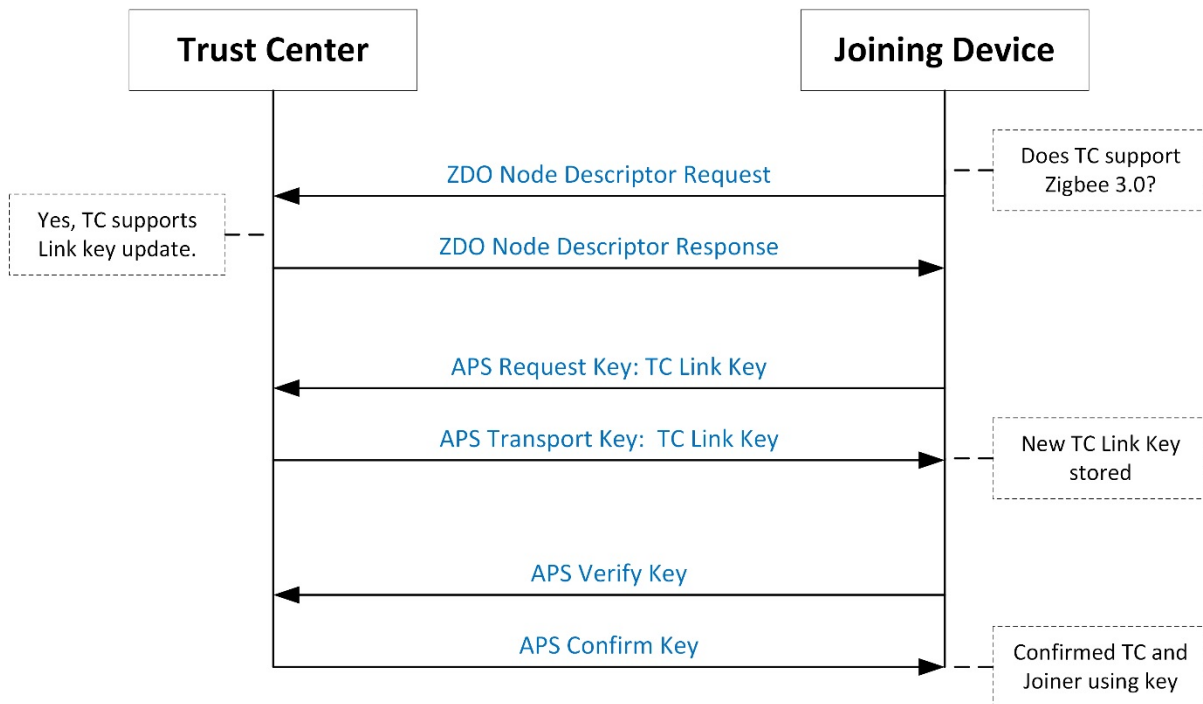 Trust Center
Joining Device
Does TC support
Zigbee 3.0?
ZDO Node Descriptor Request
Yes, TC supports
Link key update.
ZDO Node Descriptor Response
APS Request Key: TC Link Key
APS Transport Key:  TC Link Key
New TC Link Key
stored
APS Verify Key
APS Confirm Key
Confirmed TC and
Joiner using key